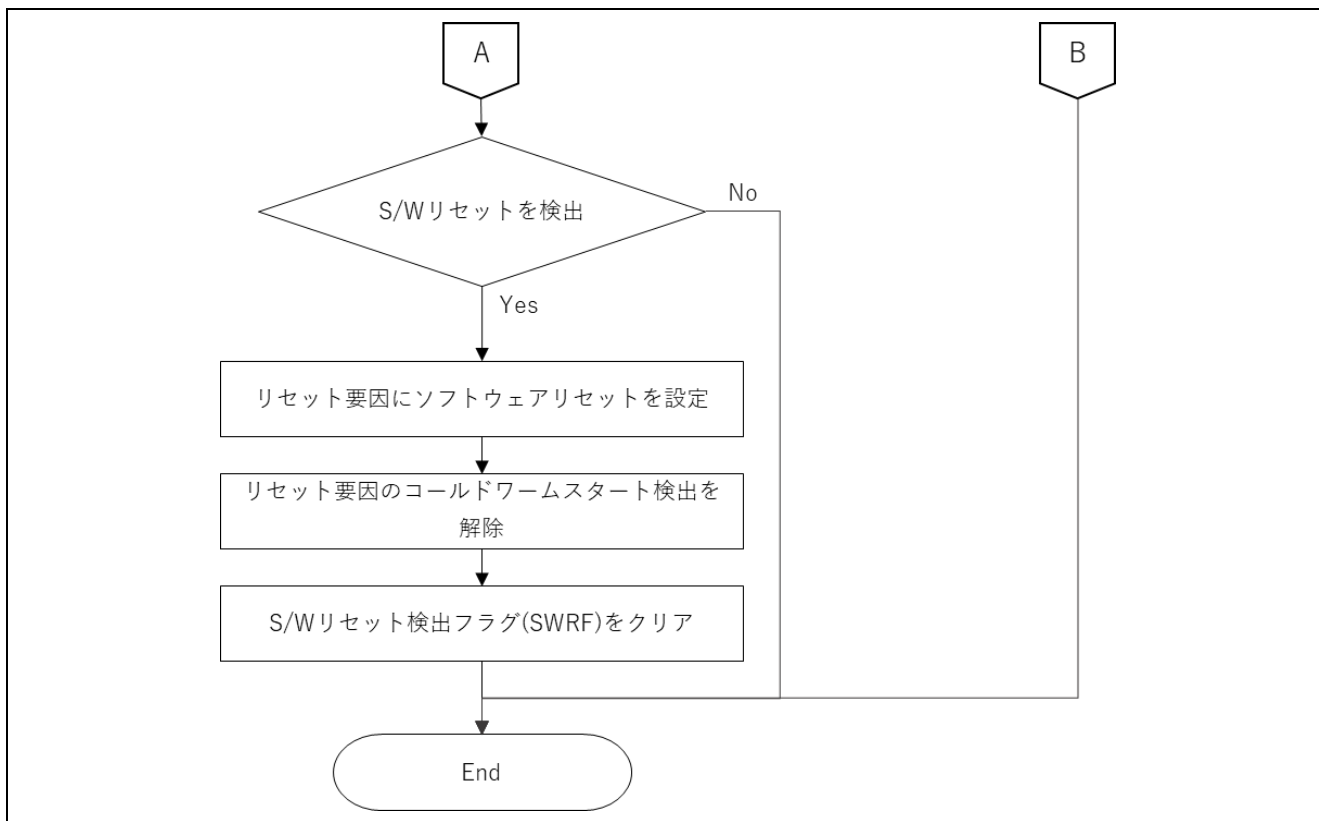 A
B
S/Wリセットを検出
No
Yes
リセット要因にソフトウェアリセットを設定
リセット要因のコールドワームスタート検出を
解除
S/Wリセット検出フラグ(SWRF)をクリア
End